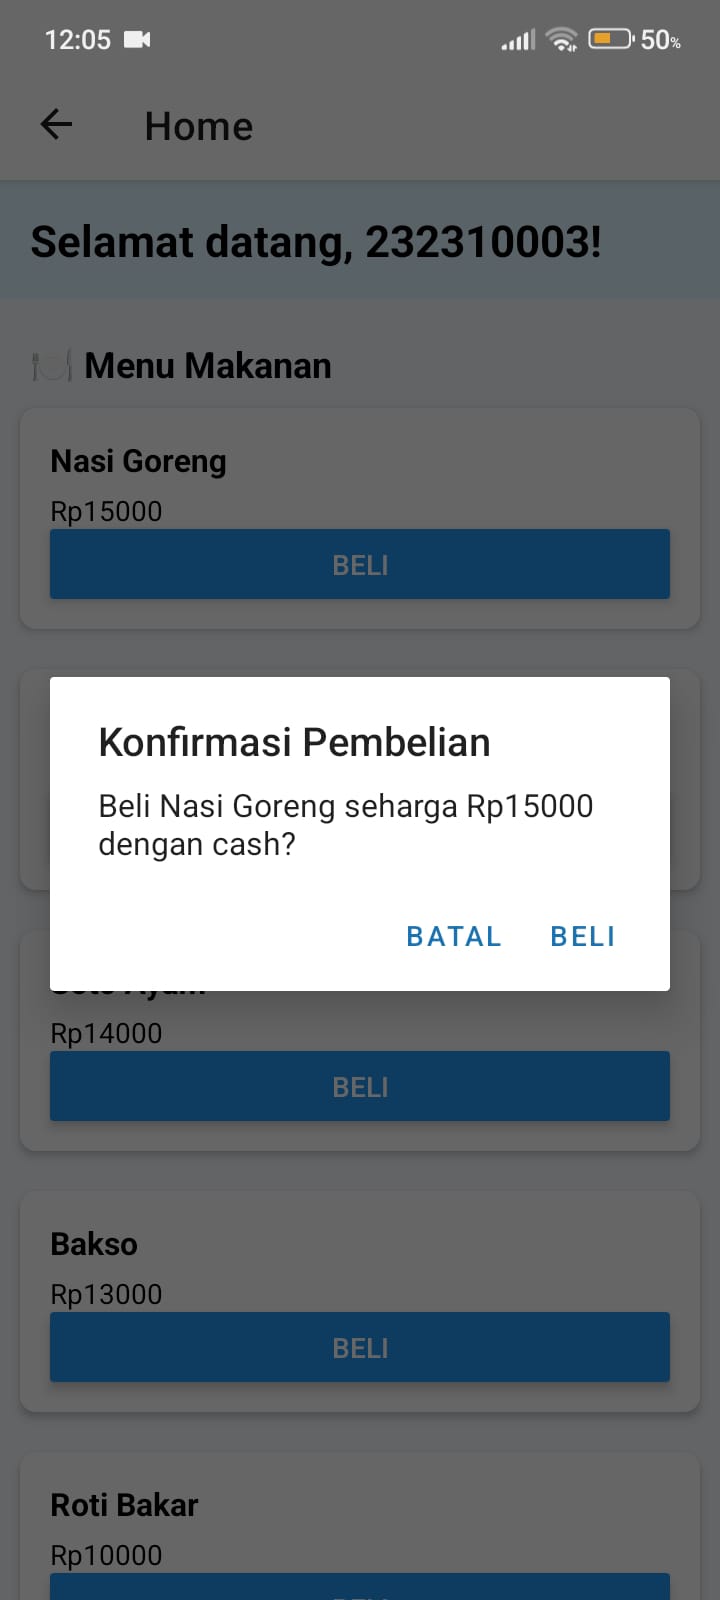 12:05 50%
Home
Selamat datang, 232310003!
🍽️ Menu Makanan
Nasi Goreng
Rp15000
BELI
Konfirmasi Pembelian
Beli Nasi Goreng seharga Rp15000
dengan cash?
BATAL BELI
Rp14000
BELI
Bakso
Rp13000
BELI
Roti Bakar
Rp10000